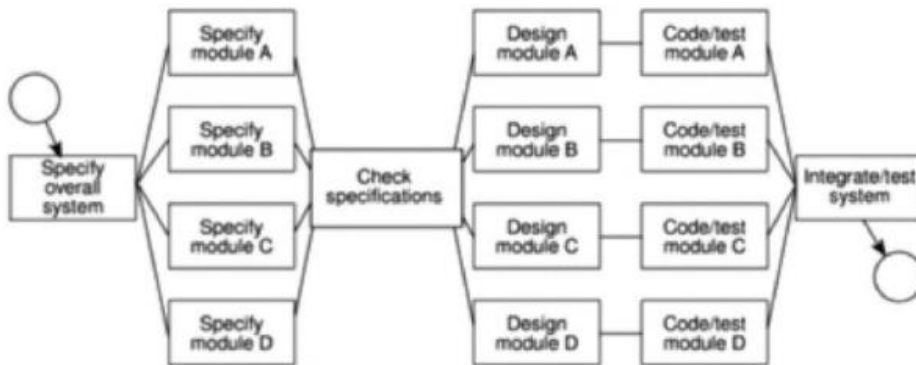 Specify
module A
Design
module A
Code/test
module A
Specify
module B
Design
module B
Code/test
module B
Specify
overall
system
Check
specifications
Integrate/test
system
Specify
module C
Design
module C
Code/test
module C
Specify
module D
Design
module D
Code/test
module D